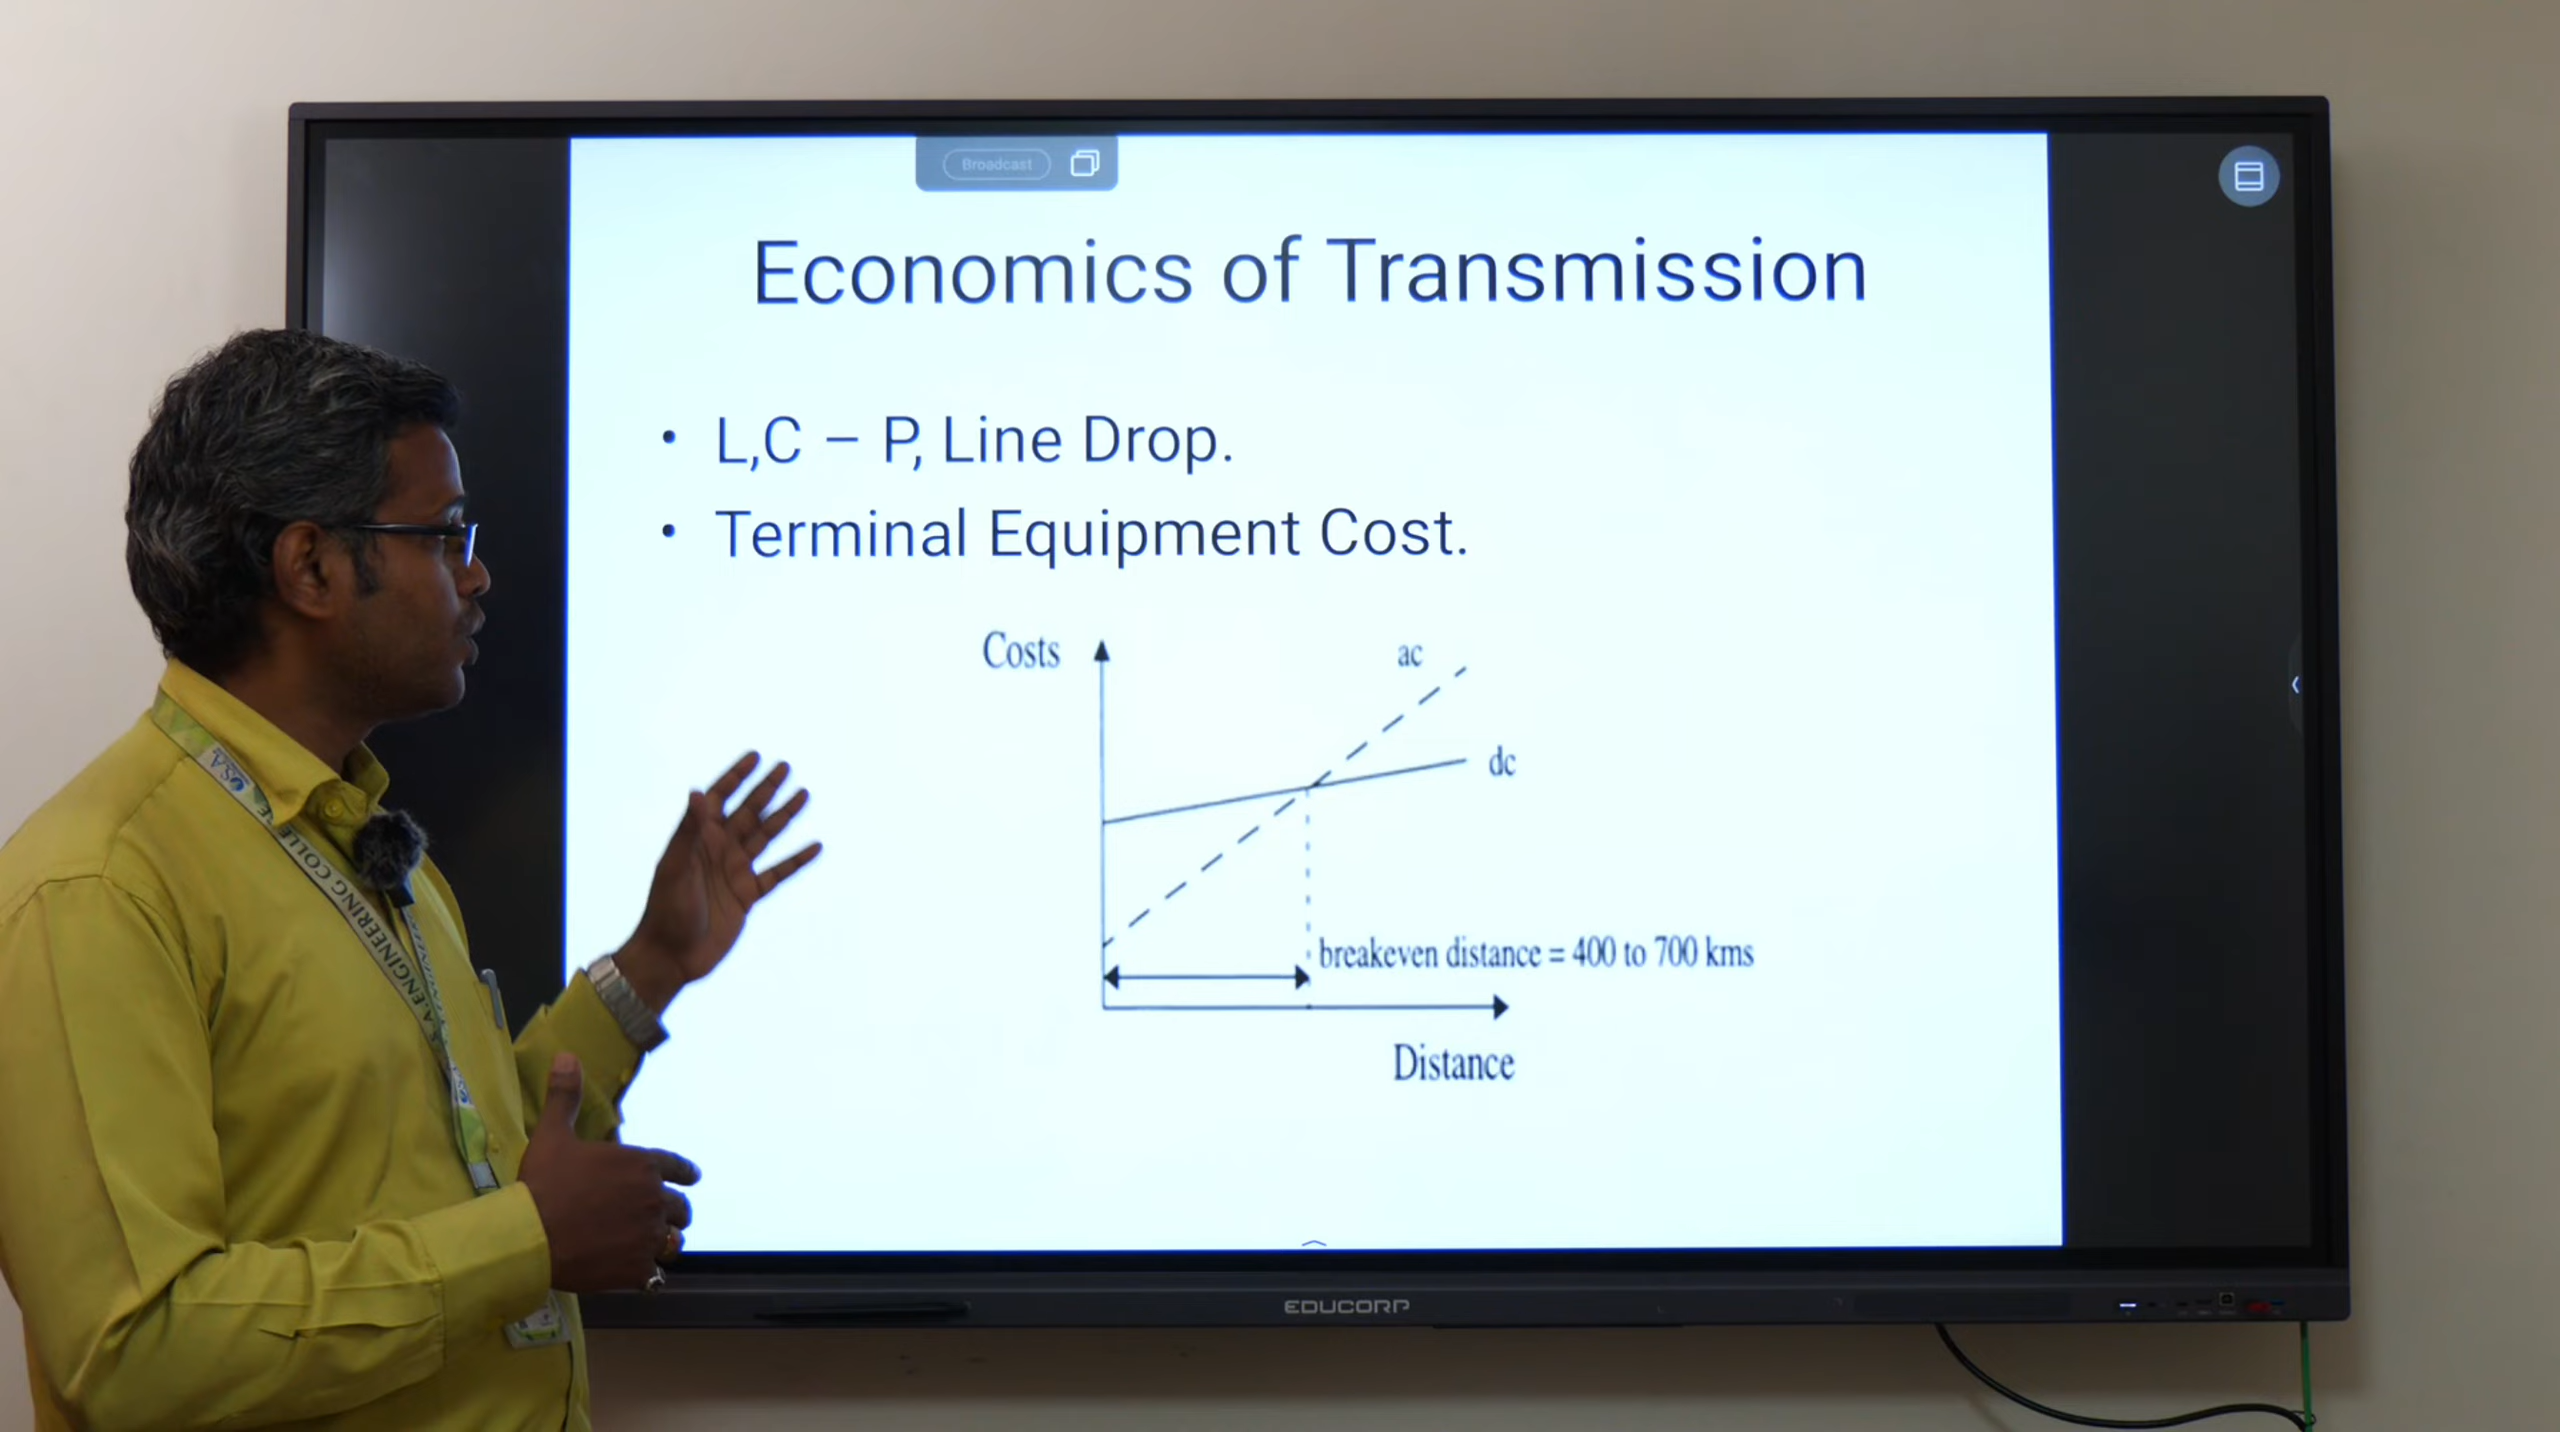 Broadcast
Economics of Transmission
• L,C – P, Line Drop.
• Terminal Equipment Cost.
Costs
ac
dc
breakeven distance = 400 to 700 kms
Distance
EDUCORP